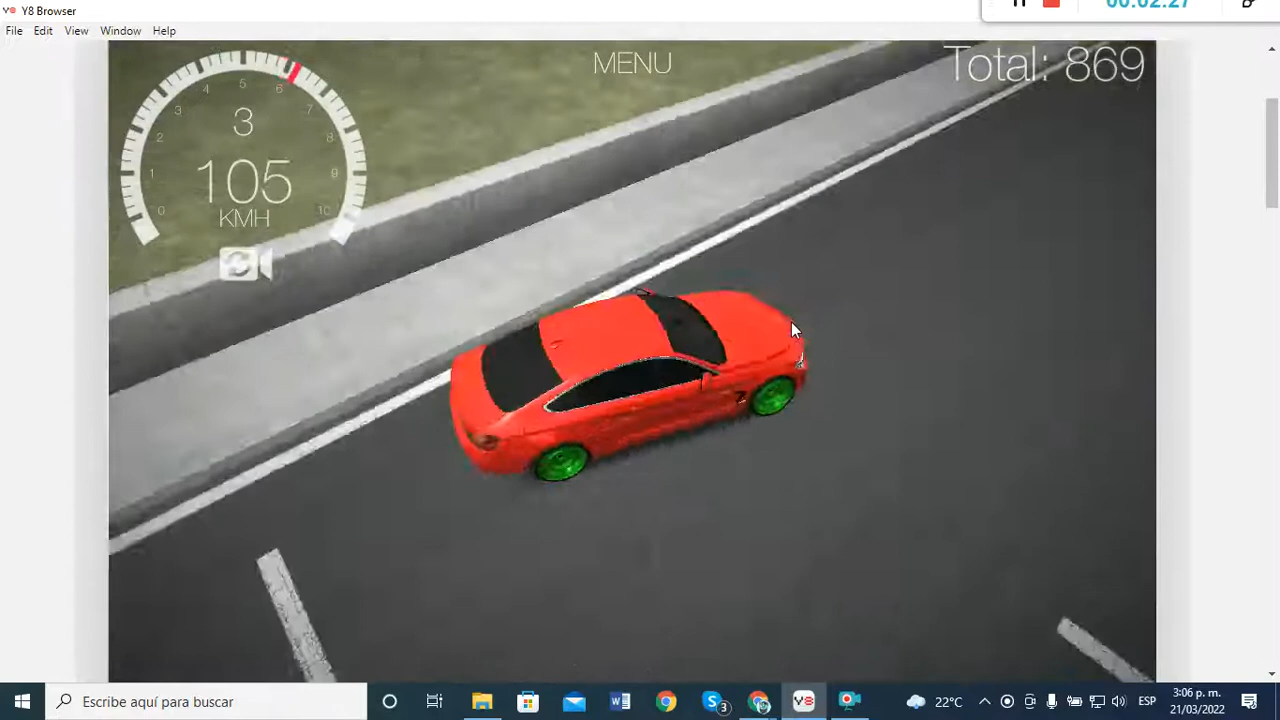 Y8 Browser
00:02:27
File Edit View Window Help
MENU
Total: 869
0 1 2 3 4 5 6 7 8 9 10
3
105
KMH
Escribe aquí para buscar
3
22°C
ESP
3:06 p. m.
21/03/2022